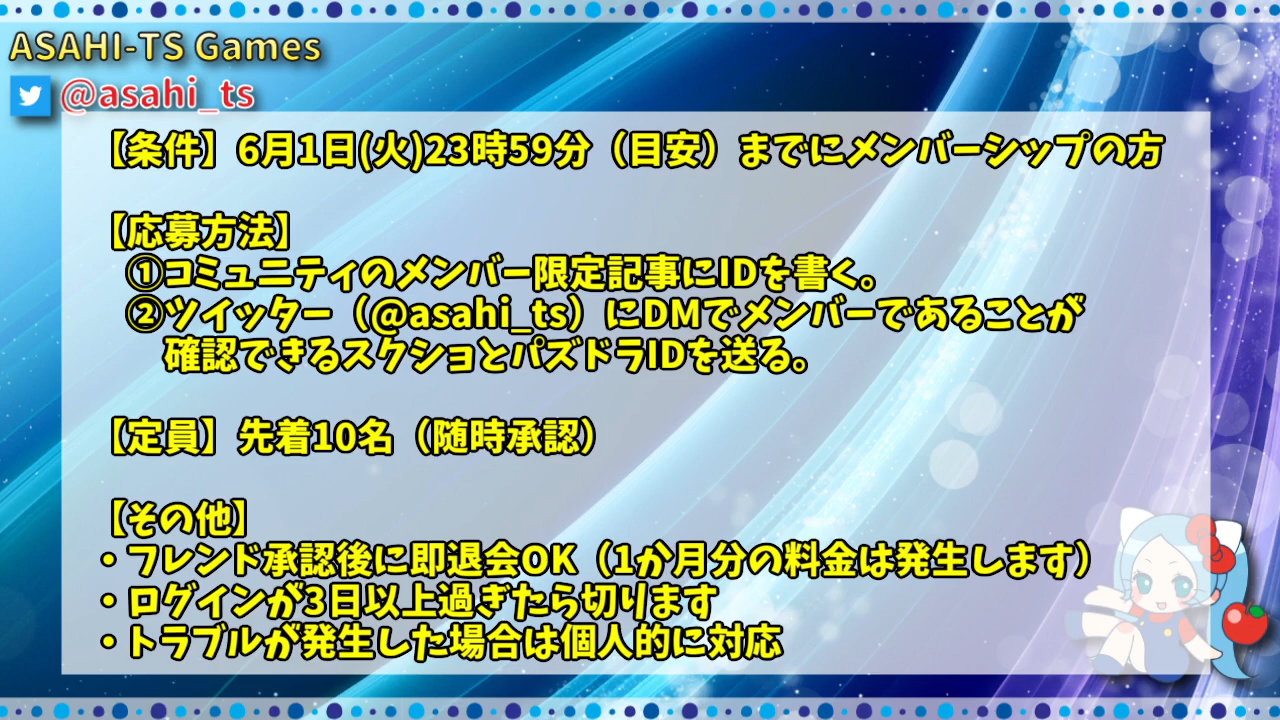 ASAHI-TS Games
@asahi_ts
【条件】6月1日(火)23時59分（目安）までにメンバーシップの方
【応募方法】
①コミュニティのメンバー限定記事にIDを書く。
②ツイッター（@asahi_ts）にDMでメンバーであることが
確認できるスクショとパズドラIDを送る。
【定員】先着10名（随時承認）
【その他】
・フレンド承認後に即退会OK（1か月分の料金は発生します）
・ログインが3日以上過ぎたら切ります
・トラブルが発生した場合は個人的に対応